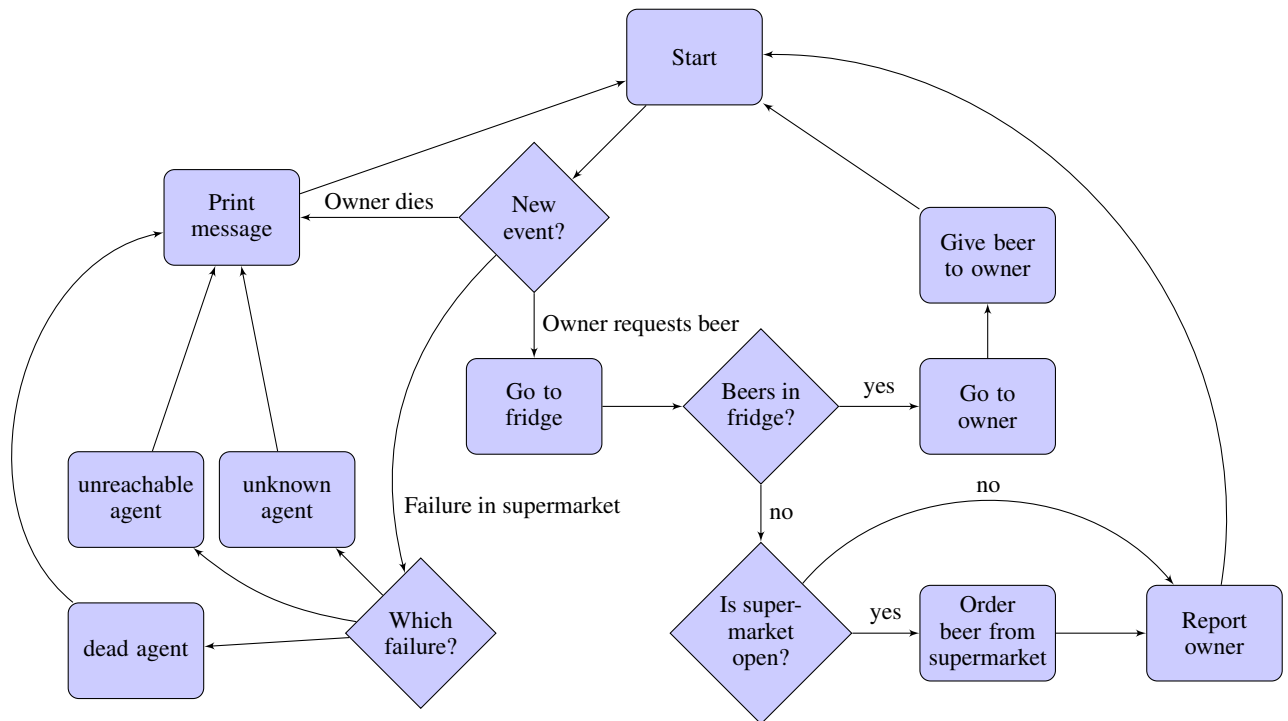 Start
Print
message
Owner dies
New
event?
Give beer
to owner
Owner requests beer
Go to
fridge
Beers in
fridge?
yes
Go to
owner
unreachable
agent
unknown
agent
Failure in supermarket
no
no
dead agent
Which
failure?
Is super-
market
open?
yes
Order
beer from
supermarket
Report
owner